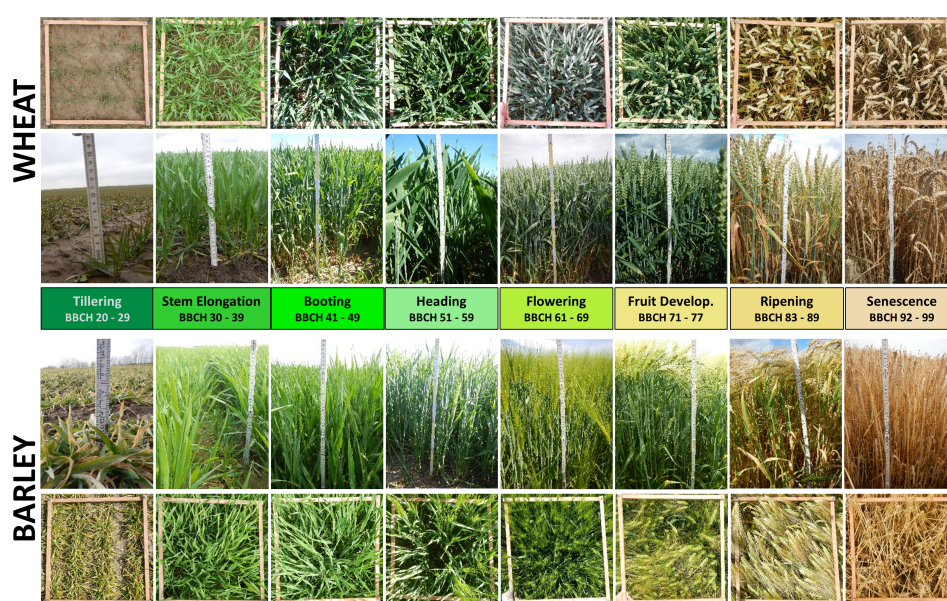 WHEAT
Tillering
BBCH 20 - 29
Stem Elongation
BBCH 30 - 39
Booting
BBCH 41 - 49
Heading
BBCH 51 - 59
Flowering
BBCH 61 - 69
Fruit Develop.
BBCH 71 - 77
Ripening
BBCH 83 - 89
Senescence
BBCH 92 - 99
BARLEY